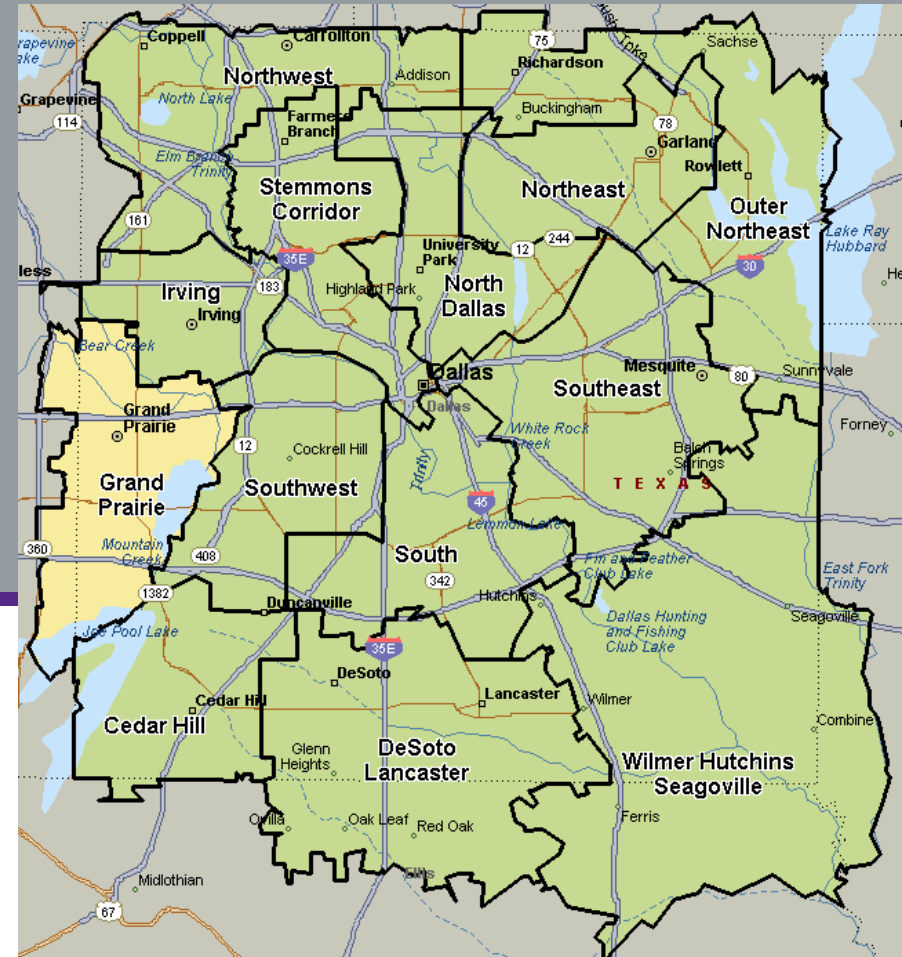 Coppell
Carrollton
75
Sachse
Richardson
Northwest
Addison
Grapevine
North Lake
Buckingham
114
Farmers
Branch
78
Garland
Elm Branch
Trinity
Rowlett
Stemmons
Corridor
Northeast
Outer
Northeast
161
University
Park
12
244
Lake Ray
Hubbard
35E
30
183
Highland Park
North
Dallas
Irving
Irving
Bear Creek
Mesquite
80
Sunnyvale
Dallas
Southeast
Grand
Prairie
Dallas
Forney
White Rock
Creek
12
Cockrell Hill
Balch
Springs
Trinity
TEXAS
Grand
Prairie
Southwest
45
Lemmon Lake
360
Mountain
Creek
408
South
Fin and Feather
Club Lake
East Fork
Trinity
342
1382
Duncanville
Hutchins
Seagoville
Joe Pool Lake
Dallas Hunting
and Fishing
Club Lake
35E
DeSoto
Lancaster
Cedar Hill
Wilmer
Cedar Hill
Combine
Glenn
Heights
DeSoto
Lancaster
Wilmer Hutchins
Seagoville
Ovilla
Oak Leaf
Red Oak
Ferris
Ellis
Midlothian
67